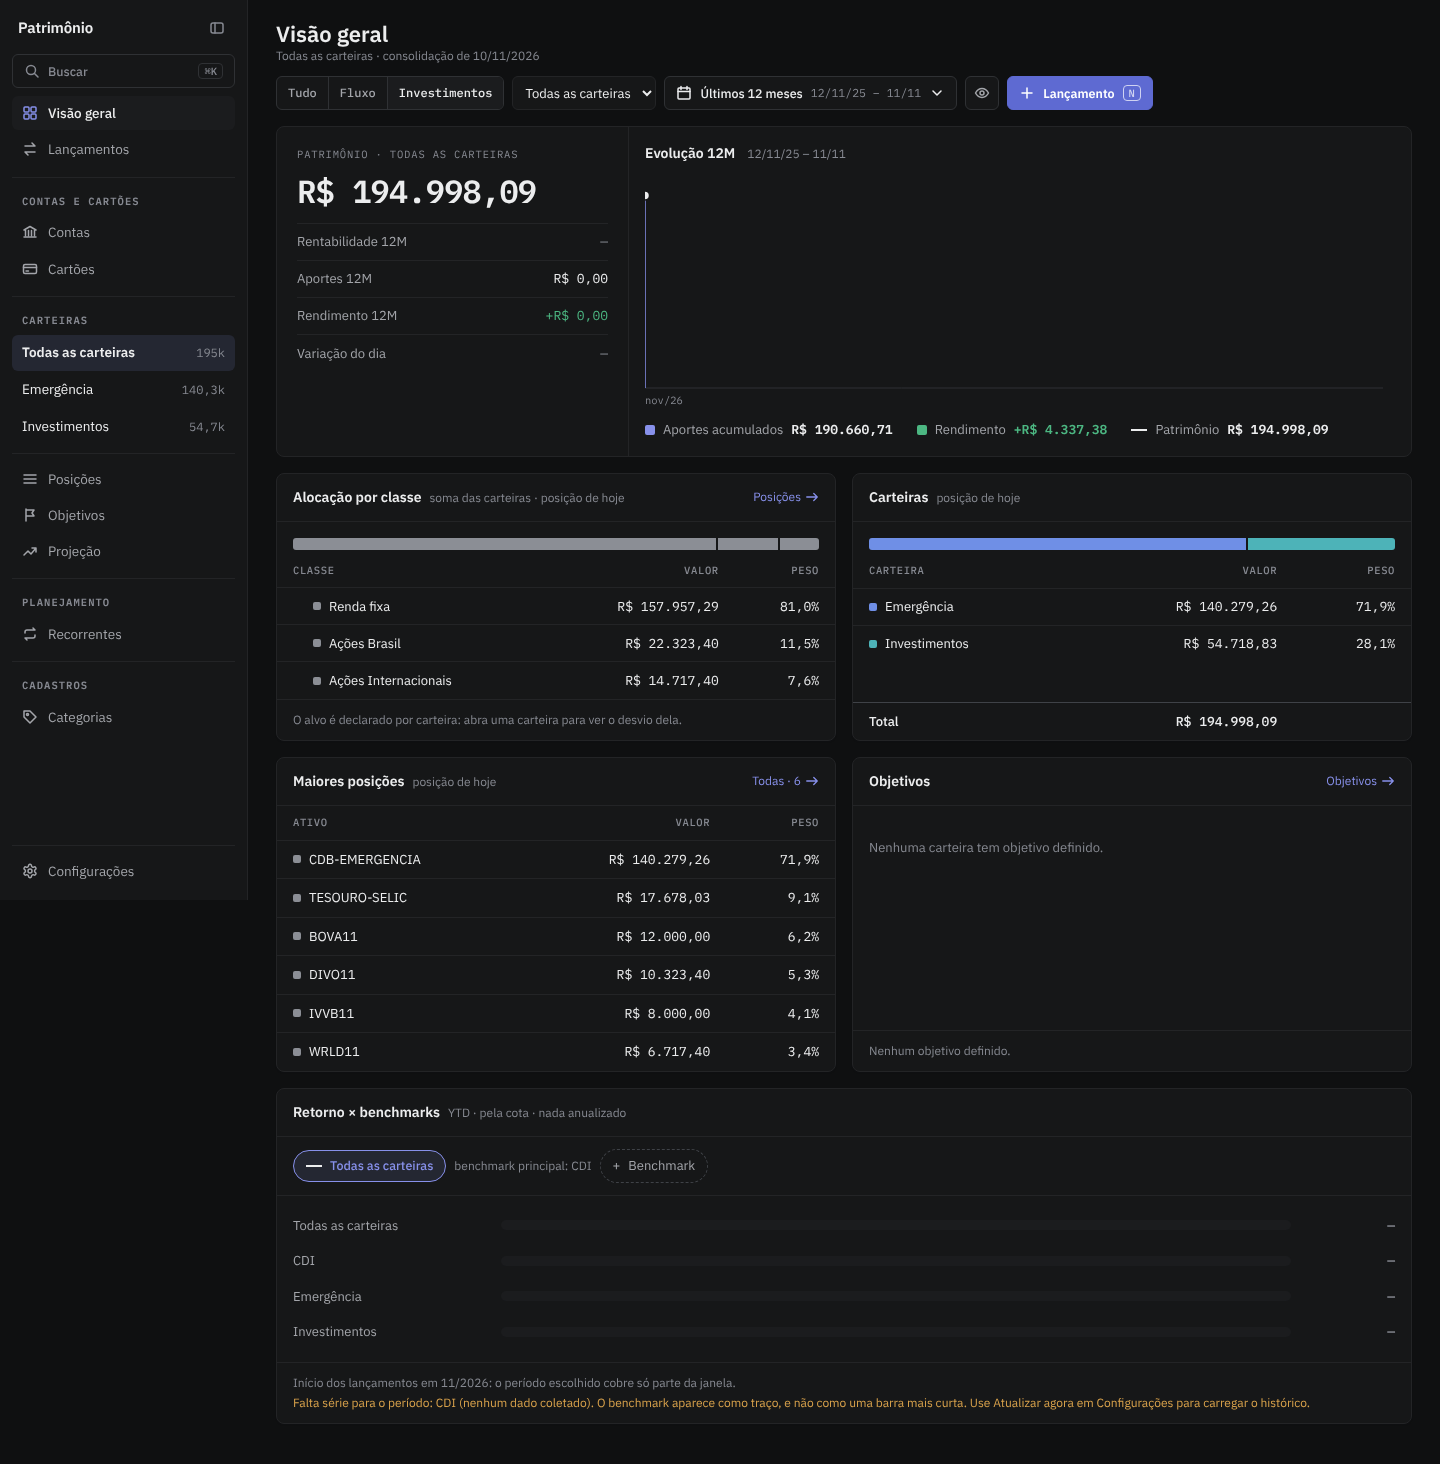 Patrimônio
Buscar ⌘K
Visão geral
Lançamentos
CONTAS E CARTÕES
Contas
Cartões
CARTEIRAS
Todas as carteiras 195k
Emergência 140,3k
Investimentos 54,7k
Posições
Objetivos
Projeção
PLANEJAMENTO
Recorrentes
CADASTROS
Categorias
Configurações
Visão geral
Todas as carteiras · consolidação de 10/11/2026
Tudo Fluxo Investimentos Todas as carteiras Últimos 12 meses 12/11/25 – 11/11 + Lançamento N
PATRIMÔNIO · TODAS AS CARTEIRAS
R$ 194.998,09
Rentabilidade 12M —
Aportes 12M R$ 0,00
Rendimento 12M +R$ 0,00
Variação do dia —
Evolução 12M 12/11/25 – 11/11
nov/26
Aportes acumulados R$ 190.660,71 Rendimento +R$ 4.337,38 Patrimônio R$ 194.998,09
Alocação por classe soma das carteiras · posição de hoje Posições →
CLASSE VALOR PESO
Renda fixa R$ 157.957,29 81,0%
Ações Brasil R$ 22.323,40 11,5%
Ações Internacionais R$ 14.717,40 7,6%
O alvo é declarado por carteira: abra uma carteira para ver o desvio dela.
Carteiras posição de hoje
CARTEIRA VALOR PESO
Emergência R$ 140.279,26 71,9%
Investimentos R$ 54.718,83 28,1%
Total R$ 194.998,09
Maiores posições posição de hoje Todas · 6 →
ATIVO VALOR PESO
CDB-EMERGENCIA R$ 140.279,26 71,9%
TESOURO-SELIC R$ 17.678,03 9,1%
BOVA11 R$ 12.000,00 6,2%
DIVO11 R$ 10.323,40 5,3%
IVVB11 R$ 8.000,00 4,1%
WRLD11 R$ 6.717,40 3,4%
Objetivos Objetivos →
Nenhuma carteira tem objetivo definido.
Nenhum objetivo definido.
Retorno × benchmarks YTD · pela cota · nada anualizado
Todas as carteiras benchmark principal: CDI + Benchmark
Todas as carteiras —
CDI —
Emergência —
Investimentos —
Início dos lançamentos em 11/2026: o período escolhido cobre só parte da janela.
Falta série para o período: CDI (nenhum dado coletado). O benchmark aparece como traço, e não como uma barra mais curta. Use Atualizar agora em Configurações para carregar o histórico.